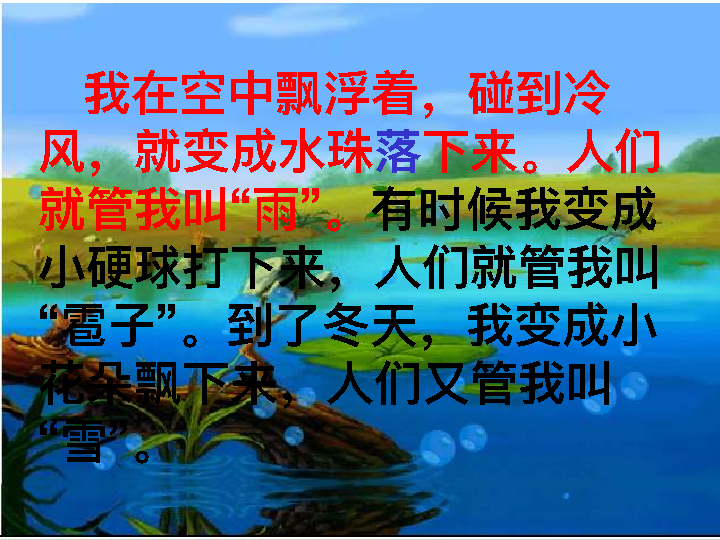 我在空中飘浮着，碰到冷
风，就变成水珠落下来。人们
就管我叫“雨”。有时候我变成
小硬球打下来，人们就管我叫
“雹子”。到了冬天，我变成小
花朵飘下来，人们又管我叫
“雪”。